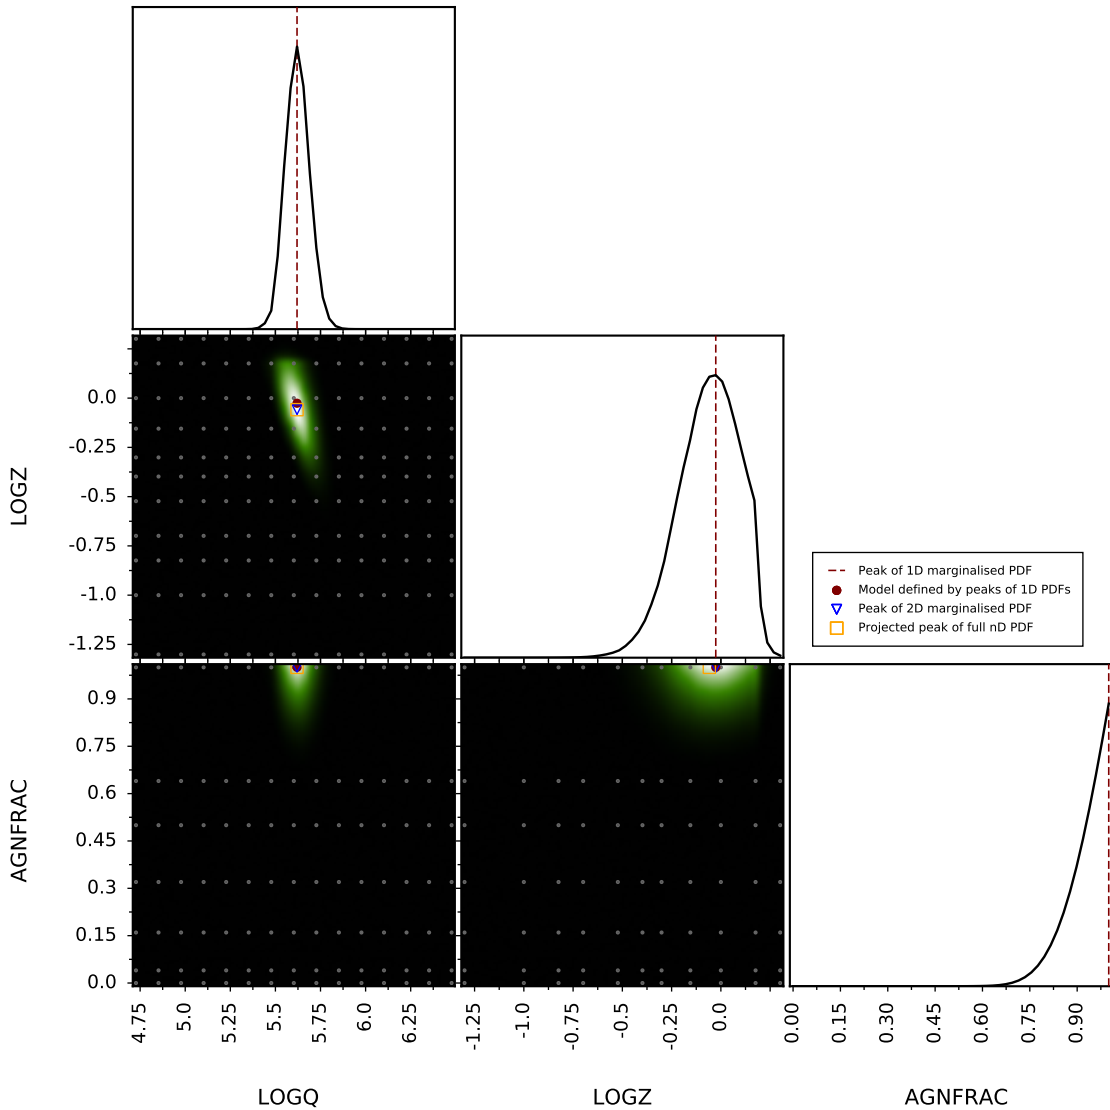 LOGZ
0.0
-0.25
-0.5
-0.75
-1.0
-1.25
Peak of 1D marginalised PDF
Model defined by peaks of 1D PDFs
Peak of 2D marginalised PDF
Projected peak of full nD PDF
AGNFRAC
0.9
0.75
0.6
0.45
0.3
0.15
0.0
4.75 5.0 5.25 5.5 5.75 6.0 6.25
-1.25 -1.0 -0.75 -0.5 -0.25 0.0
0.00 0.15 0.30 0.45 0.60 0.75 0.90
LOGQ LOGZ AGNFRAC